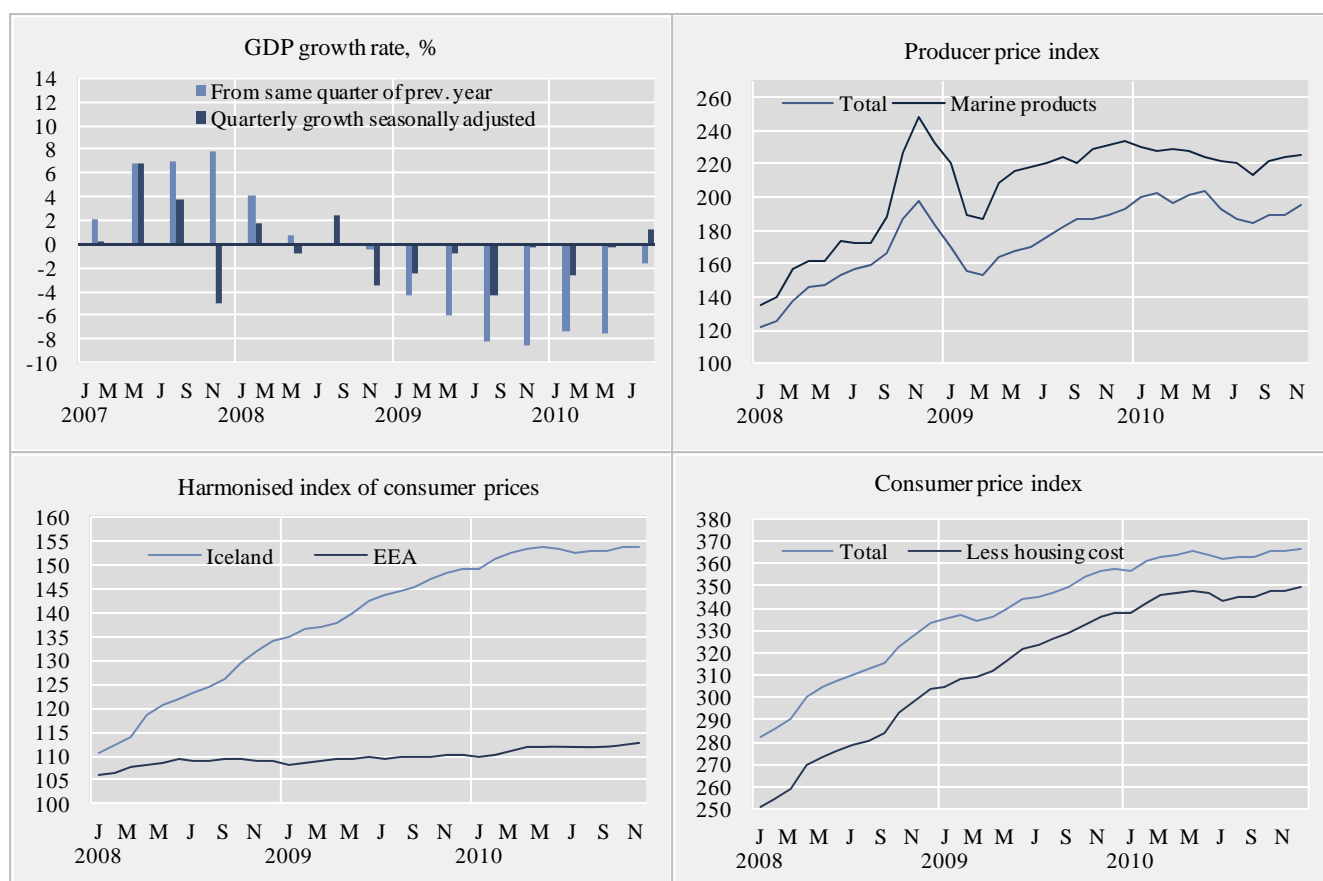 GDP growth rate, %
14
12
10
8
6
4
2
0
-2
-4
-6
-8
-10
From same quarter of prev. year
Quarterly growth seasonally adjusted
J M M J S N J M M J S N J M M J S N J M M J
2007 2008 2009 2010
Producer price index
260
240
220
200
180
160
140
120
100
Total Marine products
J M M J S N J M M J S N J M M J S N
2008 2009 2010
Harmonised index of consumer prices
160
155
150
145
140
135
130
125
120
115
110
105
100
Iceland EEA
J M M J S N J M M J S N J M M J S N
2008 2009 2010
Consumer price index
380
370
360
350
340
330
320
310
300
290
280
270
260
250
Total Less housing cost
J M M J S N J M M J S N J M M J S N
2008 2009 2010